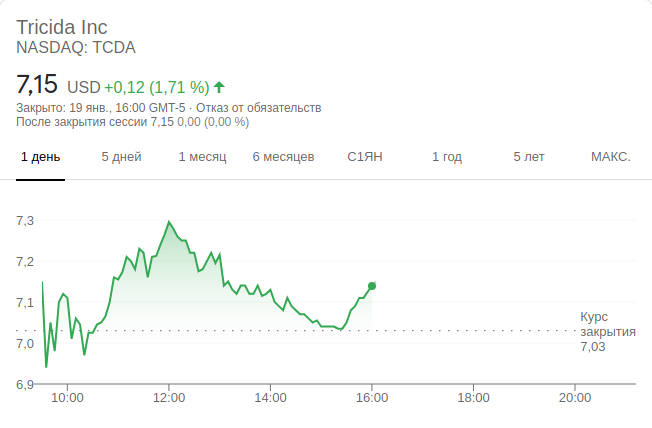 Tricida Inc
NASDAQ: TCDA
7,15 USD +0,12 (1,71 %)
Закрыто: 19 янв., 16:00 GMT-5 · Отказ от обязательств
После закрытия сессии 7,15 0,00 (0,00 %)
1 день 5 дней 1 месяц 6 месяцев С1ЯН 1 год 5 лет МАКС.
7,3
7,2
7,1
7,0
6,9
Курс
закрытия
7,03
10:00 12:00 14:00 16:00 18:00 20:00